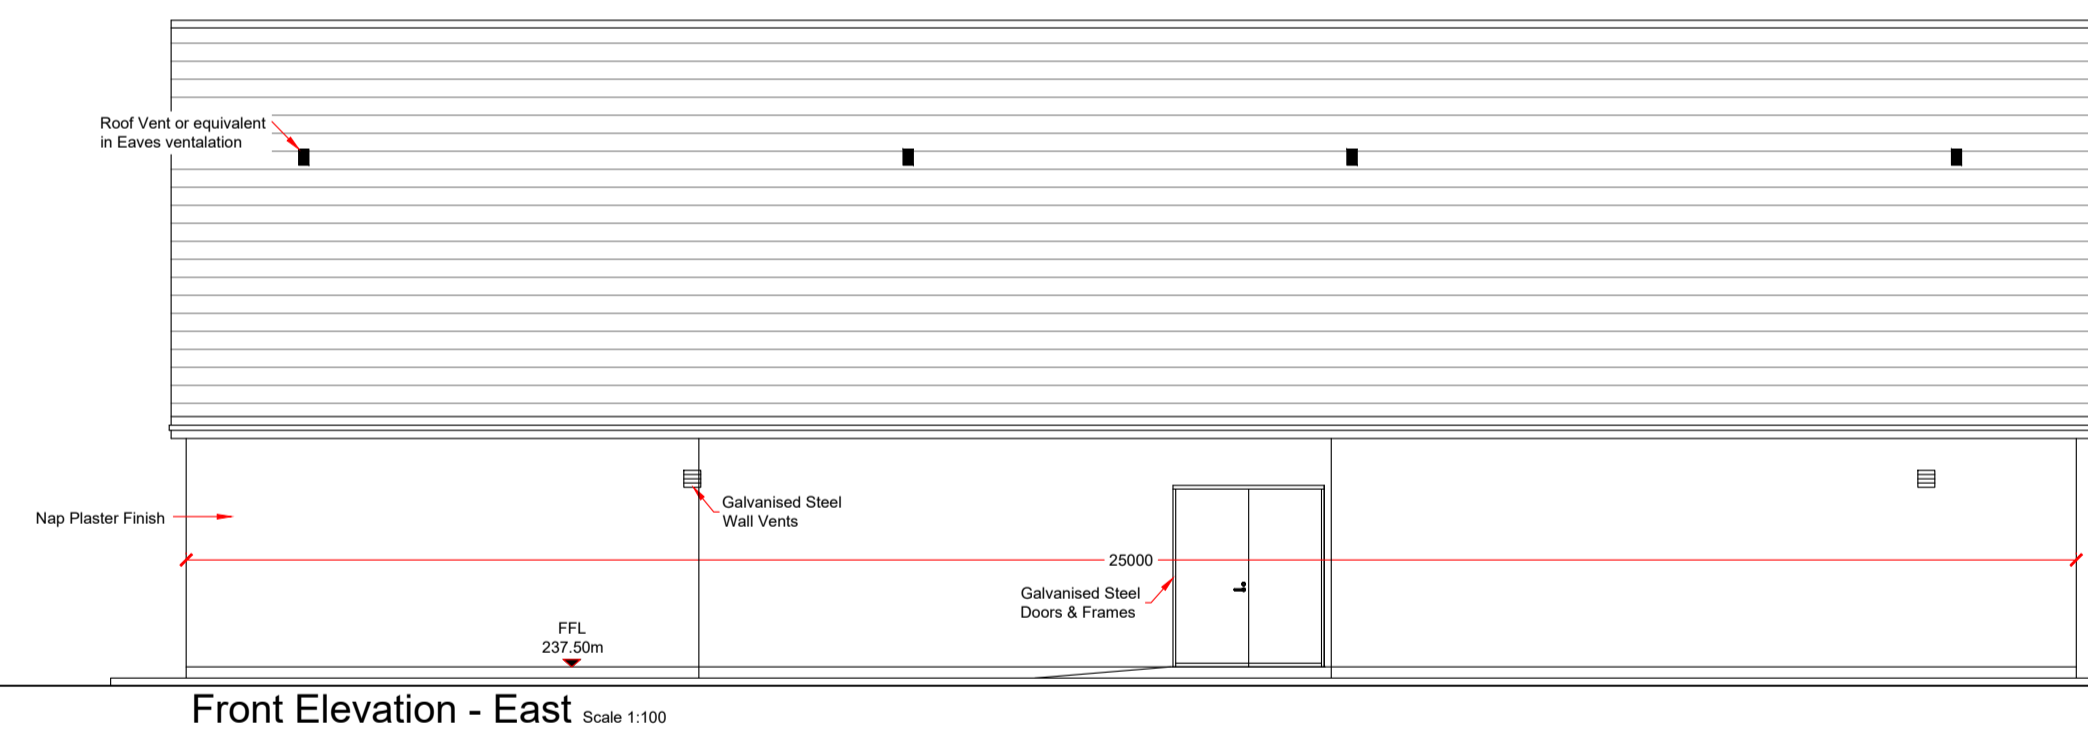 Roof Vent or equivalent
in Eaves ventalation
Galvanised Steel
Wall Vents
Nap Plaster Finish
25000
Galvanised Steel
Doors & Frames
FFL
237.50m
Front Elevation - East Scale 1:100